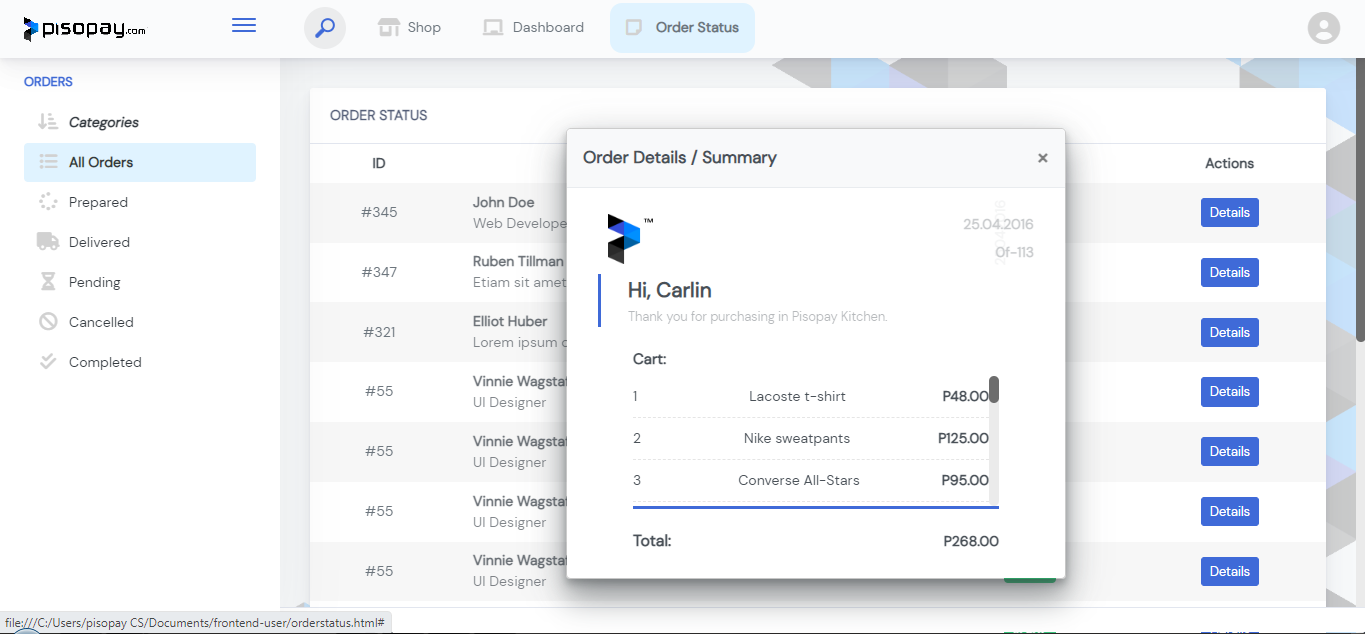 pisopay.com
Shop
Dashboard
Order Status
ORDERS
Categories
All Orders
Prepared
Delivered
Pending
Cancelled
Completed
ORDER STATUS
ID
Actions
#345
John Doe
Web Develope
Details
#347
Ruben Tillman
Etiam sit amet
Details
#321
Elliot Huber
Lorem ipsum
Details
#55
Vinnie Wagstaf
UI Designer
Details
#55
Vinnie Wagstaf
UI Designer
Details
#55
Vinnie Wagstaf
UI Designer
Details
#55
Vinnie Wagstaf
UI Designer
Details
Order Details / Summary
×
™
25.04.2016
Of-113
Hi, Carlin
Thank you for purchasing in Pisopay Kitchen.
Cart:
1 Lacoste t-shirt P48.00
2 Nike sweatpants P125.00
3 Converse All-Stars P95.00
Total: P268.00
file:///C:/Users/pisopay CS/Documents/frontend-user/orderstatus.html#